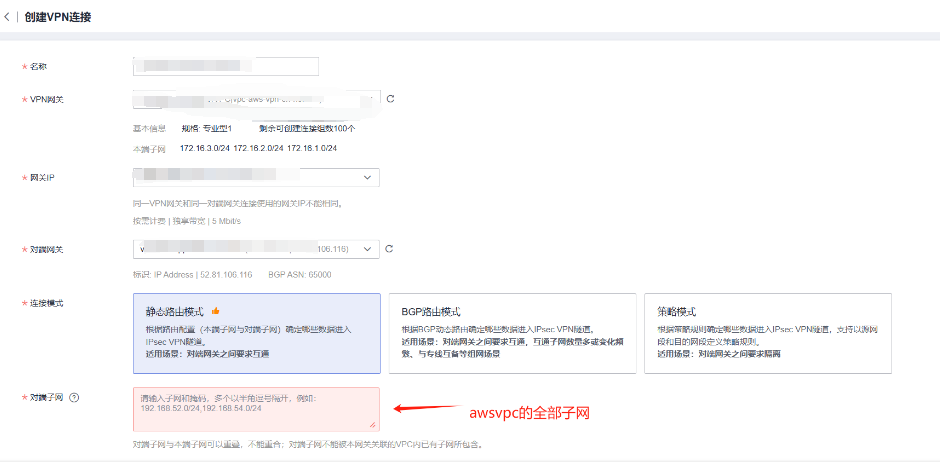 创建VPN连接
* 名称
* VPN网关
基本信息 规格: 专业型1 剩余可创建连接组数100个
本端子网 172.16.3.0/24 172.16.2.0/24 172.16.1.0/24
* 网关IP
同一VPN网关和同一对端网关连接使用的网关IP不能相同。
按需计费 | 独享带宽 | 5 Mbit/s
* 对端网关 106.116)
标识: IP Address | 52.81.106.116 BGP ASN: 65000
* 连接模式
静态路由模式 BGP路由模式 策略模式
根据路由配置（本端子网与对端子网）确定哪些数据进入 根据BGP动态路由确定哪些数据进入IPsec VPN隧道。 根据策略规则确定哪些数据进入IPsec VPN隧道，支持以源网
IPsec VPN隧道。 适用场景：对端网关之间要求互通，互通子网数量多或变化频 段和目的网段定义策略规则。
适用场景：对端网关之间要求互通 繁、与专线互备等组网场景 适用场景：对端网关之间要求隔离
* 对端子网 ? 请输入子网和掩码，多个以半角逗号隔开，例如:
192.168.52.0/24,192.168.54.0/24 awsvpc的全部子网
对端子网与本端子网可以重叠，不能重合；对端子网不能被本网关关联的VPC内已有子网所包含。